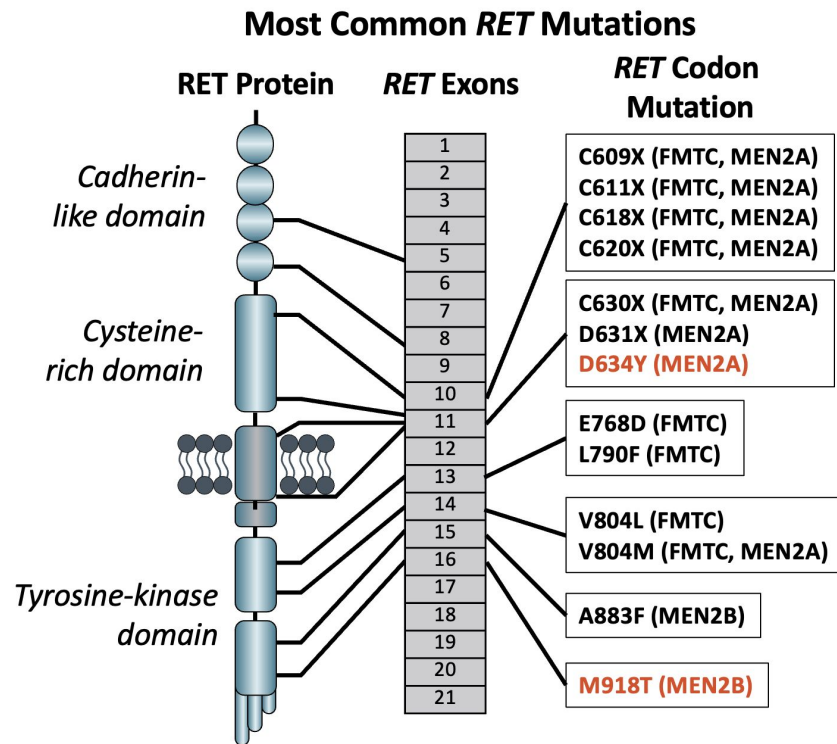 Most Common RET Mutations
RET Protein
RET Exons
RET Codon
Mutation
Cadherin-
like domain
Cysteine-
rich domain
Tyrosine-kinase
domain
1
2
3
4
5
6
7
8
9
10
11
12
13
14
15
16
17
18
19
20
21
C609X (FMTC, MEN2A)
C611X (FMTC, MEN2A)
C618X (FMTC, MEN2A)
C620X (FMTC, MEN2A)
C630X (FMTC, MEN2A)
D631X (MEN2A)
D634Y (MEN2A)
E768D (FMTC)
L790F (FMTC)
V804L (FMTC)
V804M (FMTC, MEN2A)
A883F (MEN2B)
M918T (MEN2B)